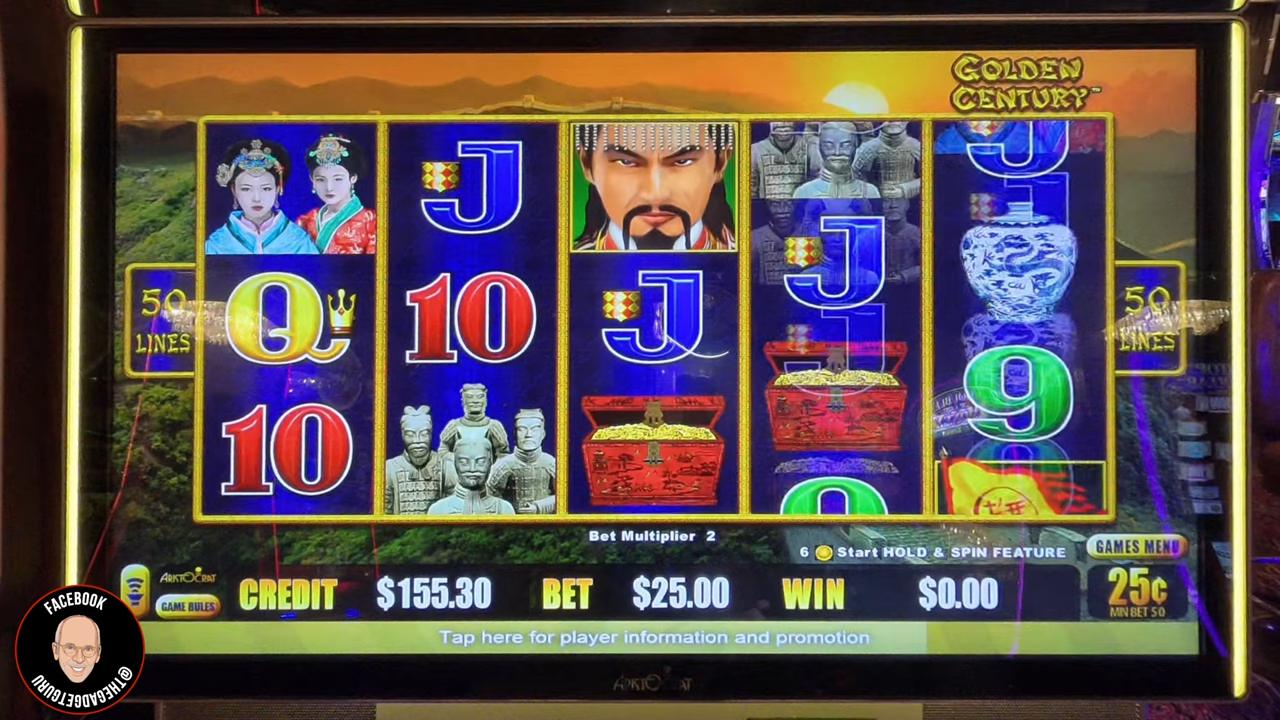 GOLDEN
CENTURY™
J
J
50
LINES
Q
10
J
J
50
LINES
10
9
Bet Multiplier 2
6 Start HOLD & SPIN FEATURE
GAMES MENU
ARISTOCRAT
GAME RULES
CREDIT $155.30 BET $25.00 WIN $0.00
25¢
MIN BET 50
Tap here for player information and promotion
ARISTOCRAT
FACEBOOK
@THEGADGETGURU